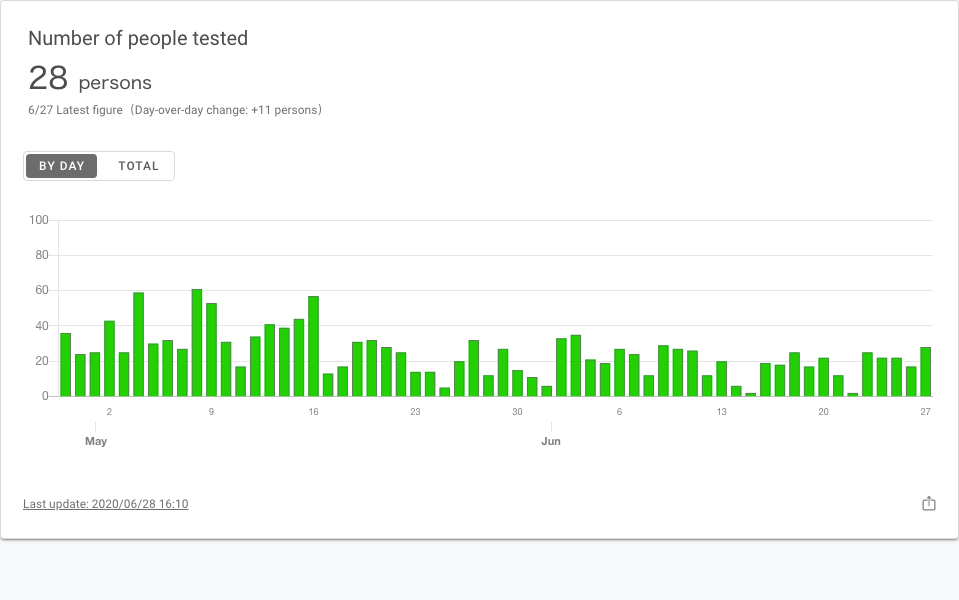 Number of people tested
28 persons
6/27 Latest figure（Day-over-day change: +11 persons）
BY DAY TOTAL
100
80
60
40
20
0
2 9 16 23 30 6 13 20 27
May Jun
Last update: 2020/06/28 16:10